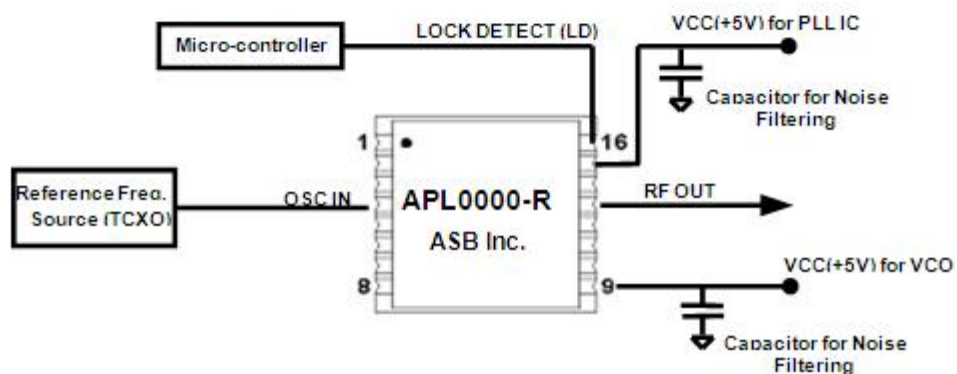 VCC(+5V) for PLL IC
Micro-controller
LOCK DETECT (LD)
Capacitor for Noise
Filtering
1
16
Reference Freq.
Source (TCXO)
OSC IN
APL0000-R
ASB Inc.
RF OUT
8
9
VCC(+5V) for VCO
Capacitor for Noise
Filtering